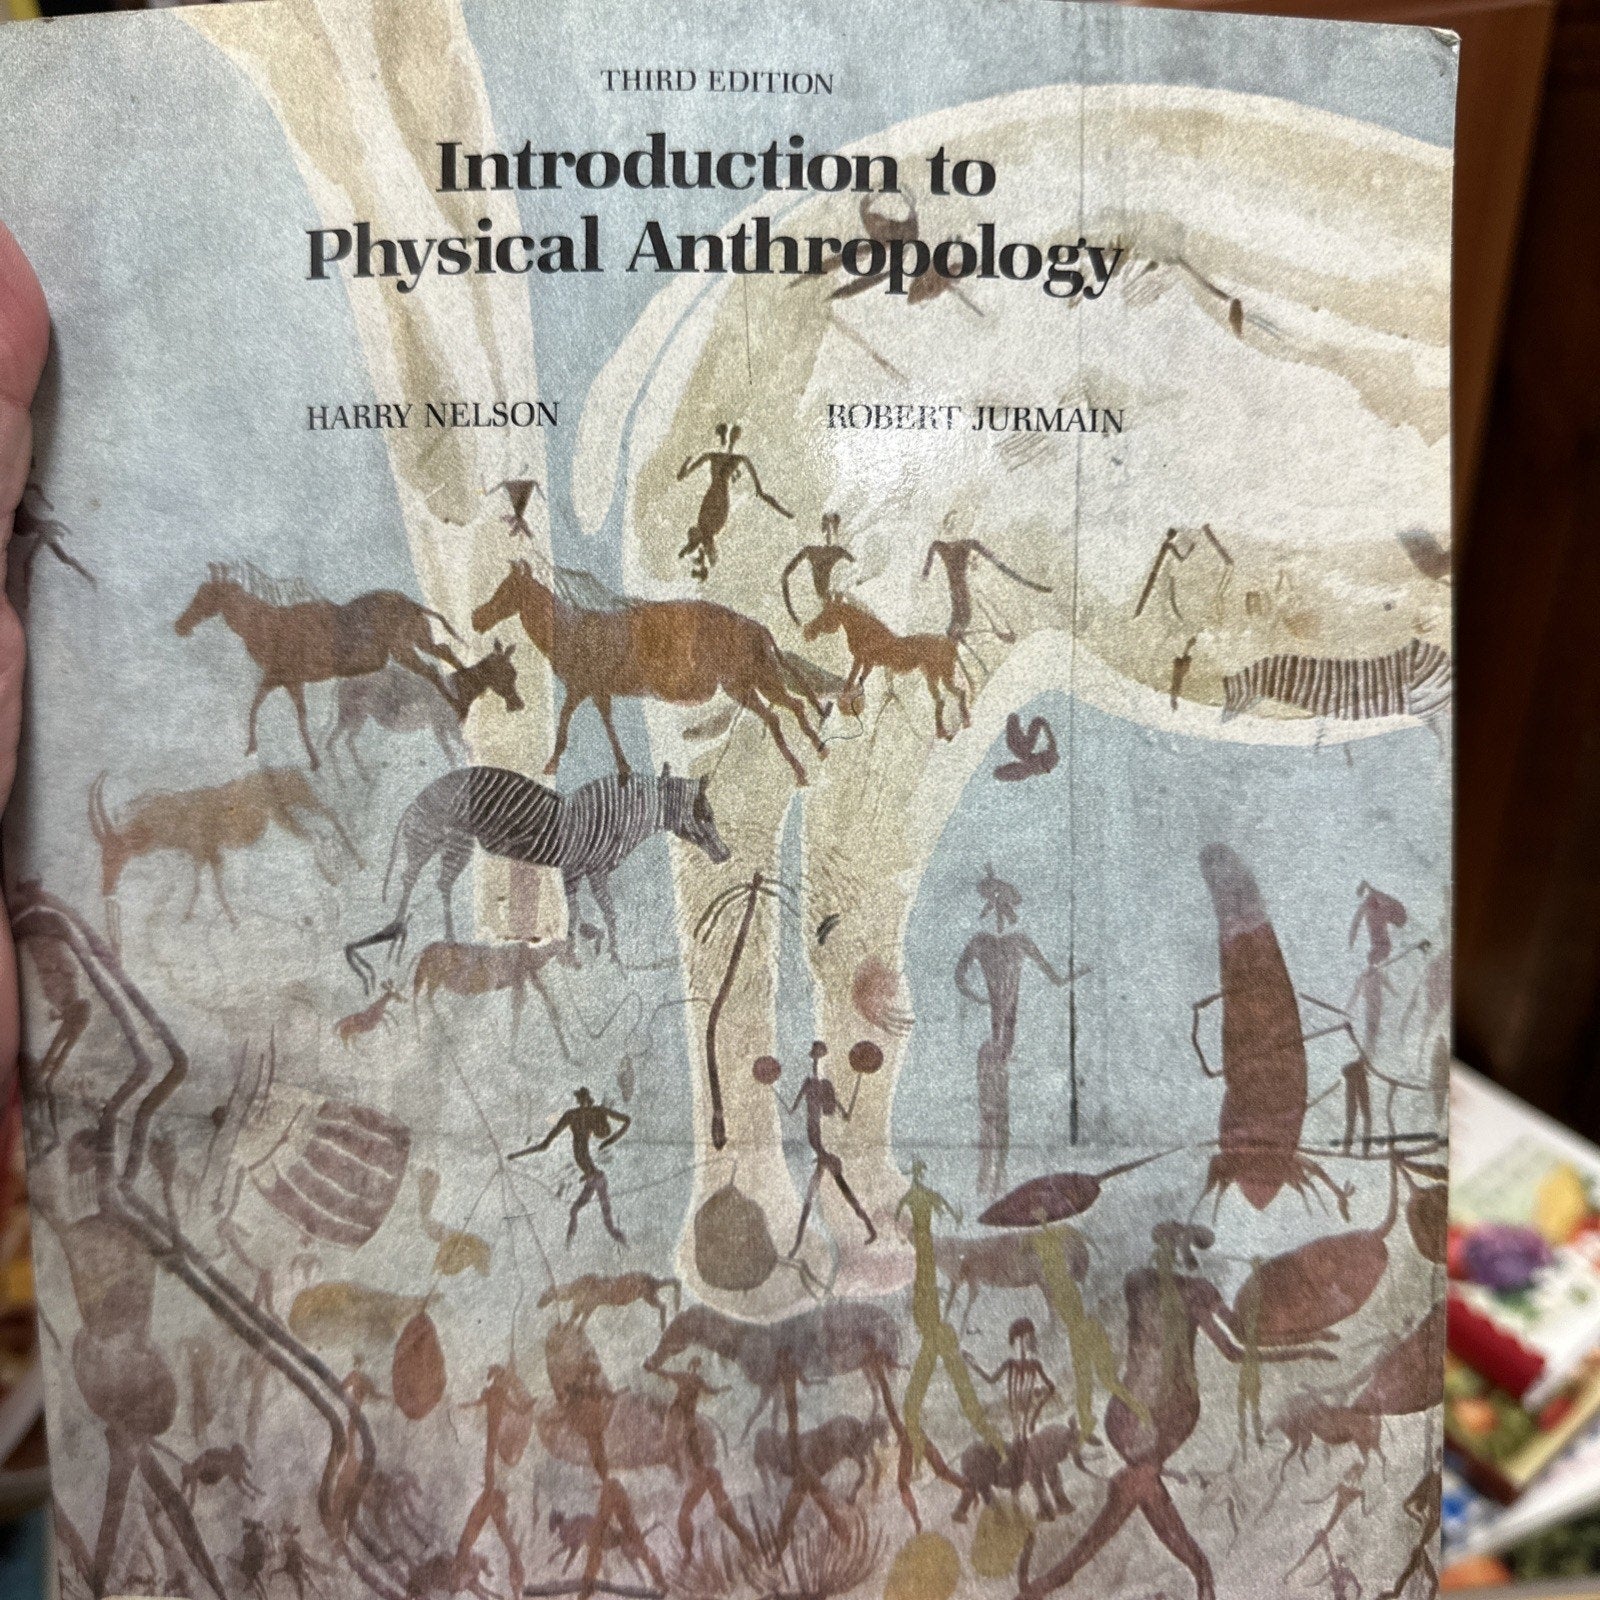 THIRD EDITION
Introduction to
Physical Anthropology
HARRY NELSON
ROBERT JURMAIN